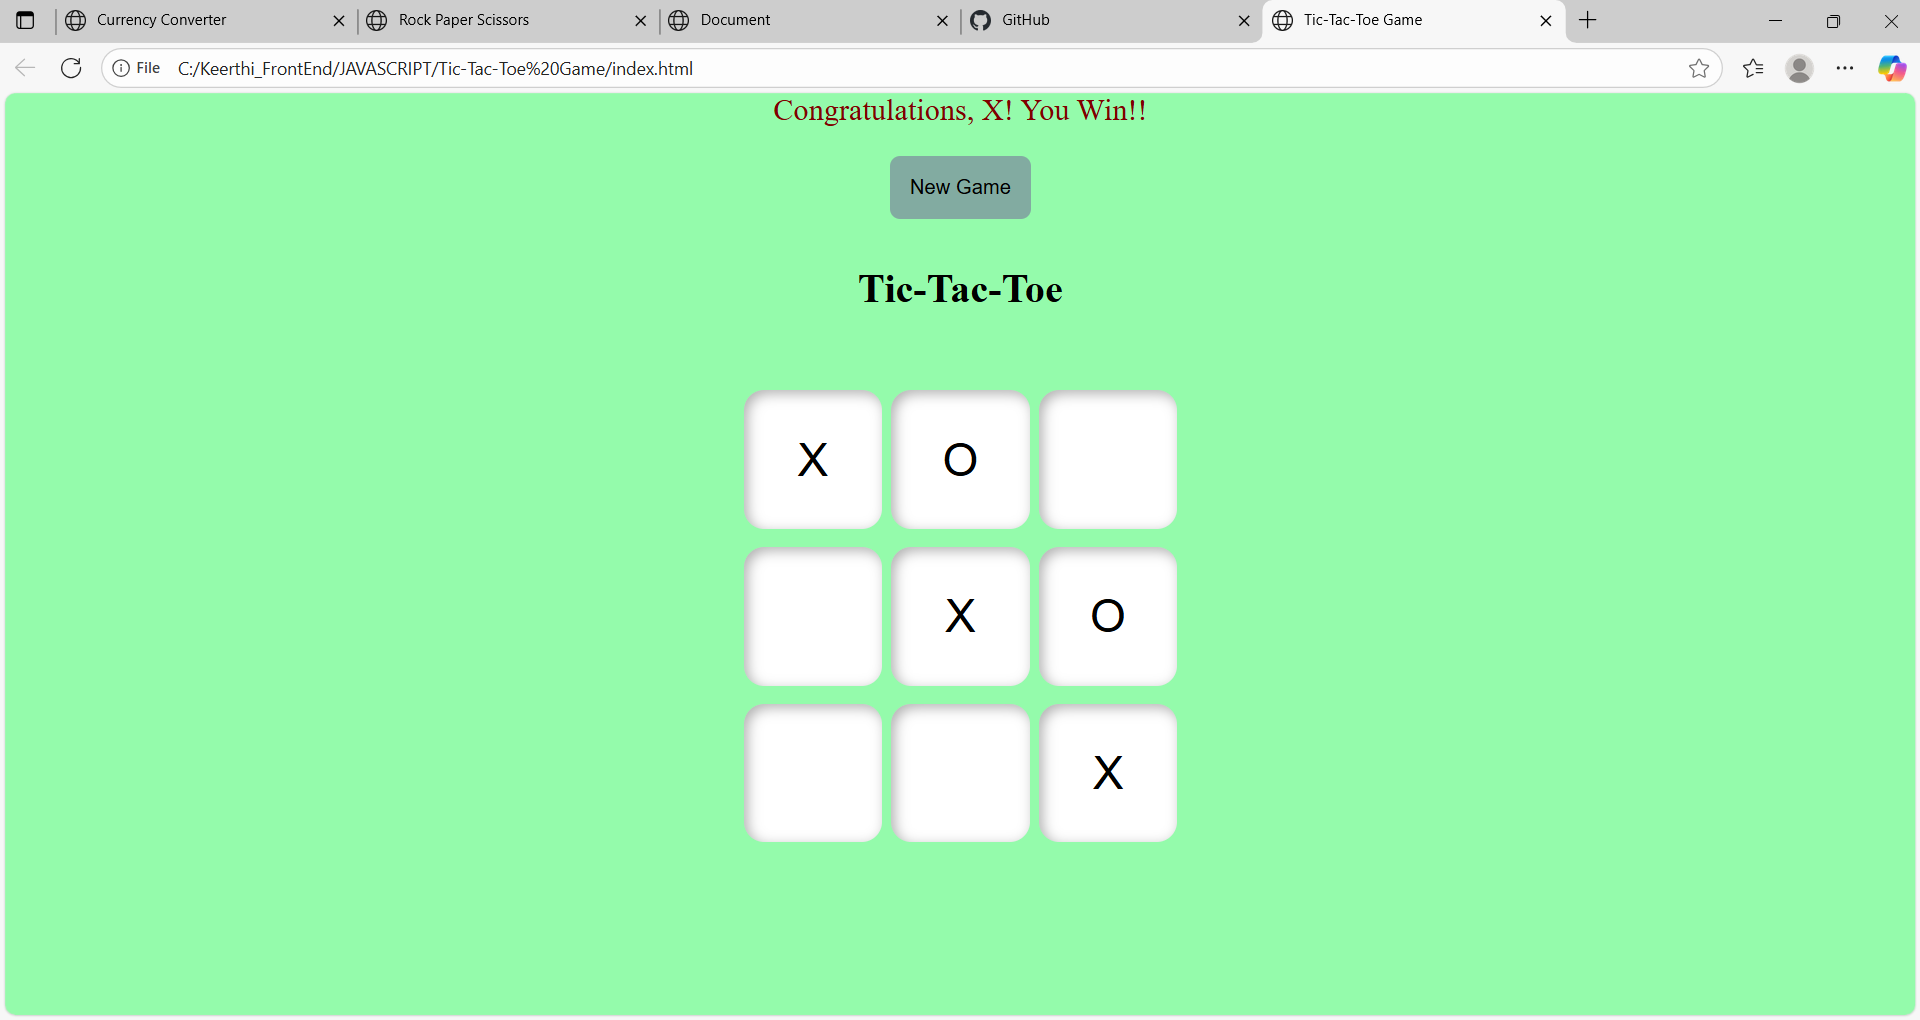 Currency Converter
Rock Paper Scissors
Document
GitHub
Tic-Tac-Toe Game
File C:/Keerthi_FrontEnd/JAVASCRIPT/Tic-Tac-Toe%20Game/index.html
Congratulations, X! You Win!!
New Game
Tic-Tac-Toe
X O
X O
X